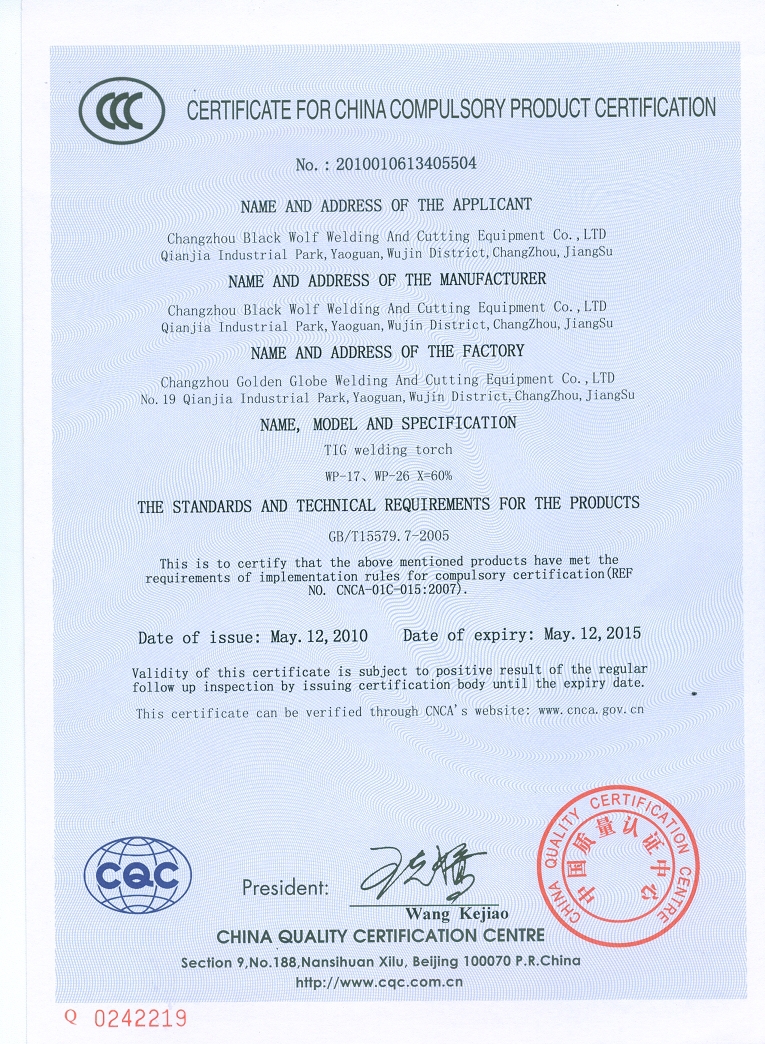 CCC
CERTIFICATE FOR CHINA COMPULSORY PRODUCT CERTIFICATION
No.: 2010010613405504
NAME AND ADDRESS OF THE APPLICANT
Changzhou Black Wolf Welding And Cutting Equipment Co.,LTD
Qianjia Industrial Park,Yaoguan,Wujin District,ChangZhou,JiangSu
NAME AND ADDRESS OF THE MANUFACTURER
Changzhou Black Wolf Welding And Cutting Equipment Co.,LTD
Qianjia Industrial Park,Yaoguan,Wujin District,ChangZhou,JiangSu
NAME AND ADDRESS OF THE FACTORY
Changzhou Golden Globe Welding And Cutting Equipment Co.,LTD
No.19 Qianjia Industrial Park,Yaoguan,Wujin District,ChangZhou,JiangSu
NAME, MODEL AND SPECIFICATION
TIG welding torch
WP-17、WP-26 X=60%
THE STANDARDS AND TECHNICAL REQUIREMENTS FOR THE PRODUCTS
GB/T15579.7-2005
This is to certify that the above mentioned products have met the
requirements of implementation rules for compulsory certification(REF
NO. CNCA-01C-015:2007).
Date of issue: May.12,2010 Date of expiry: May.12,2015
Validity of this certificate is subject to positive result of the regular
follow up inspection by issuing certification body until the expiry date.
This certificate can be verified through CNCA's website: www.cnca.gov.cn
CHINA QUALITY CERTIFICATION CENTRE
中国质量认证中心
CQC
President:
Wang Kejiao
CHINA QUALITY CERTIFICATION CENTRE
Section 9,No.188,Nansihuan Xilu, Beijing 100070 P.R.China
http://www.cqc.com.cn
Q 0242219